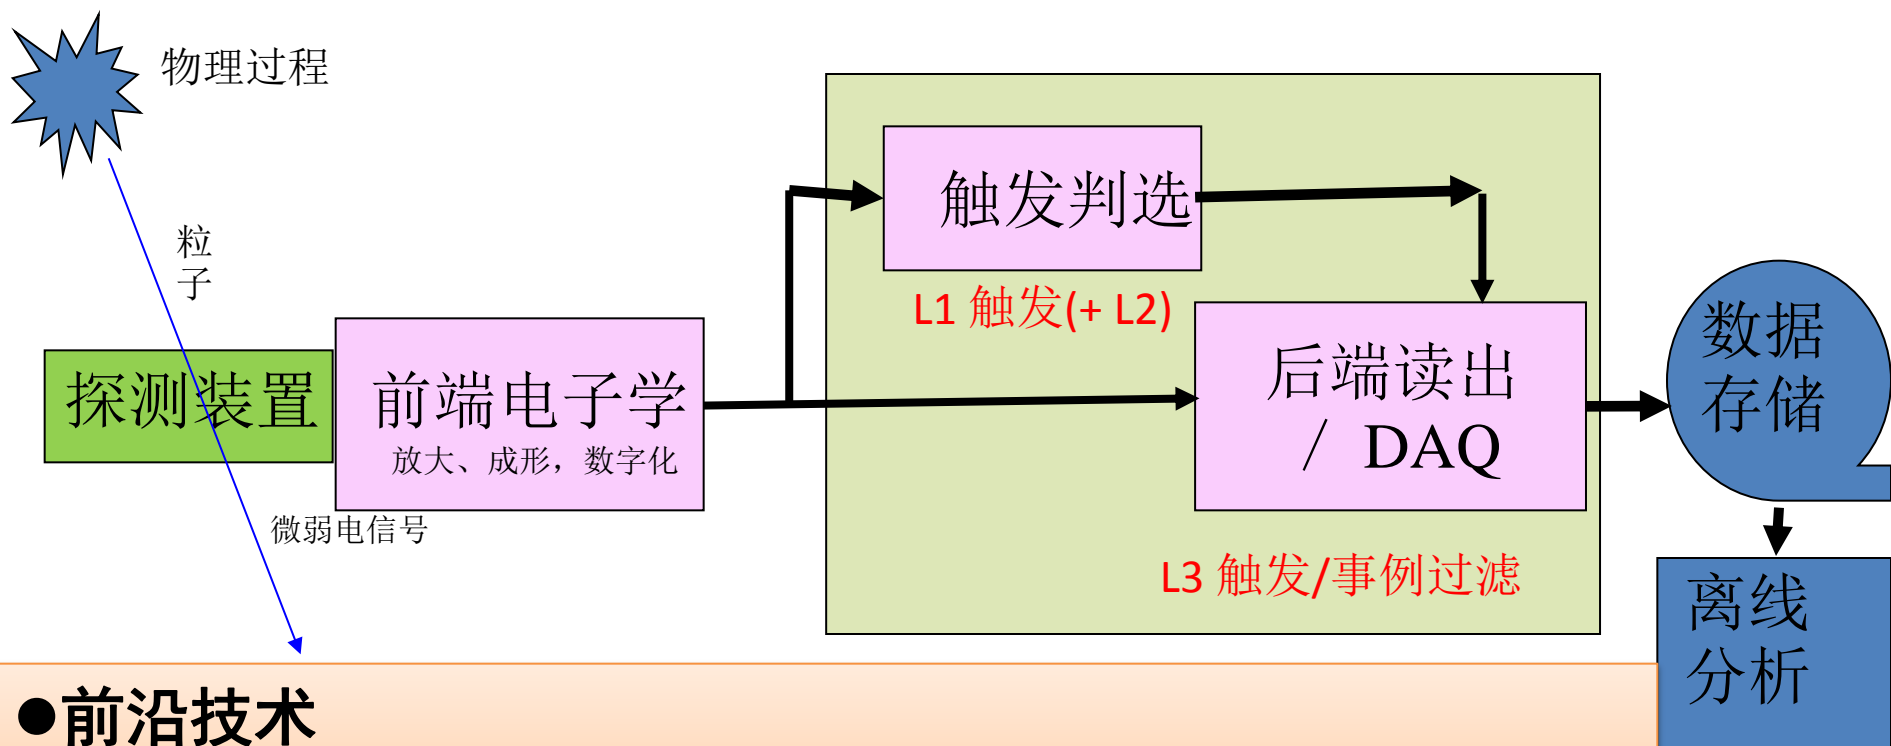 物理过程
粒
子
探测装置
前端电子学
放大、成形，数字化
微弱电信号
触发判选
L1 触发(+ L2)
后端读出
/ DAQ
L3 触发/事例过滤
数据
存储
离线
分析
●前沿技术